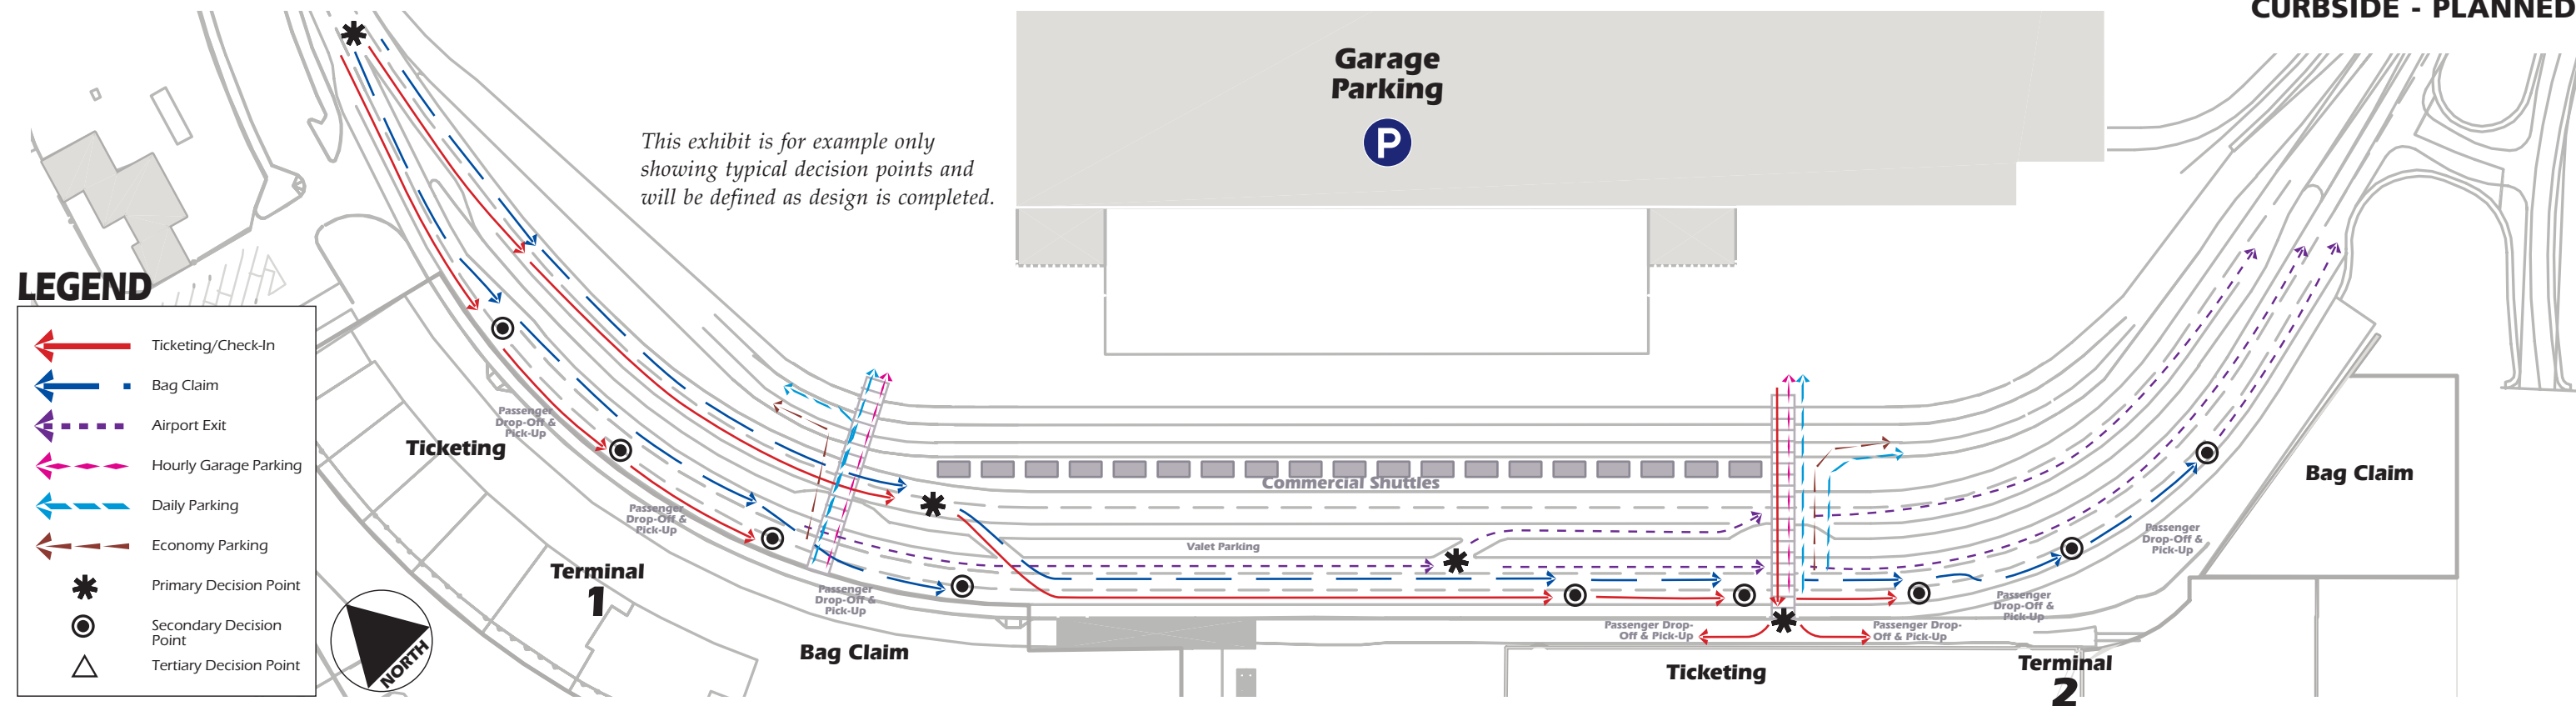 CURBSIDE - PLANNED
Garage
Parking
P
This exhibit is for example only
showing typical decision points and
will be defined as design is completed.
LEGEND
Ticketing/Check-In
Bag Claim
Airport Exit
Hourly Garage Parking
Daily Parking
Economy Parking
Primary Decision Point
Secondary Decision
Point
Tertiary Decision Point
NORTH
Passenger
Drop-Off &
Pick-Up
Ticketing
Passenger
Drop-Off &
Pick-Up
Terminal
1
Passenger
Drop-Off &
Pick-Up
Bag Claim
Commercial Shuttles
Valet Parking
Passenger Drop-
Off & Pick-Up
Passenger Drop-
Off & Pick-Up
Ticketing
Passenger
Drop-Off &
Pick-Up
Terminal
2
Passenger
Drop-Off &
Pick-Up
Bag Claim